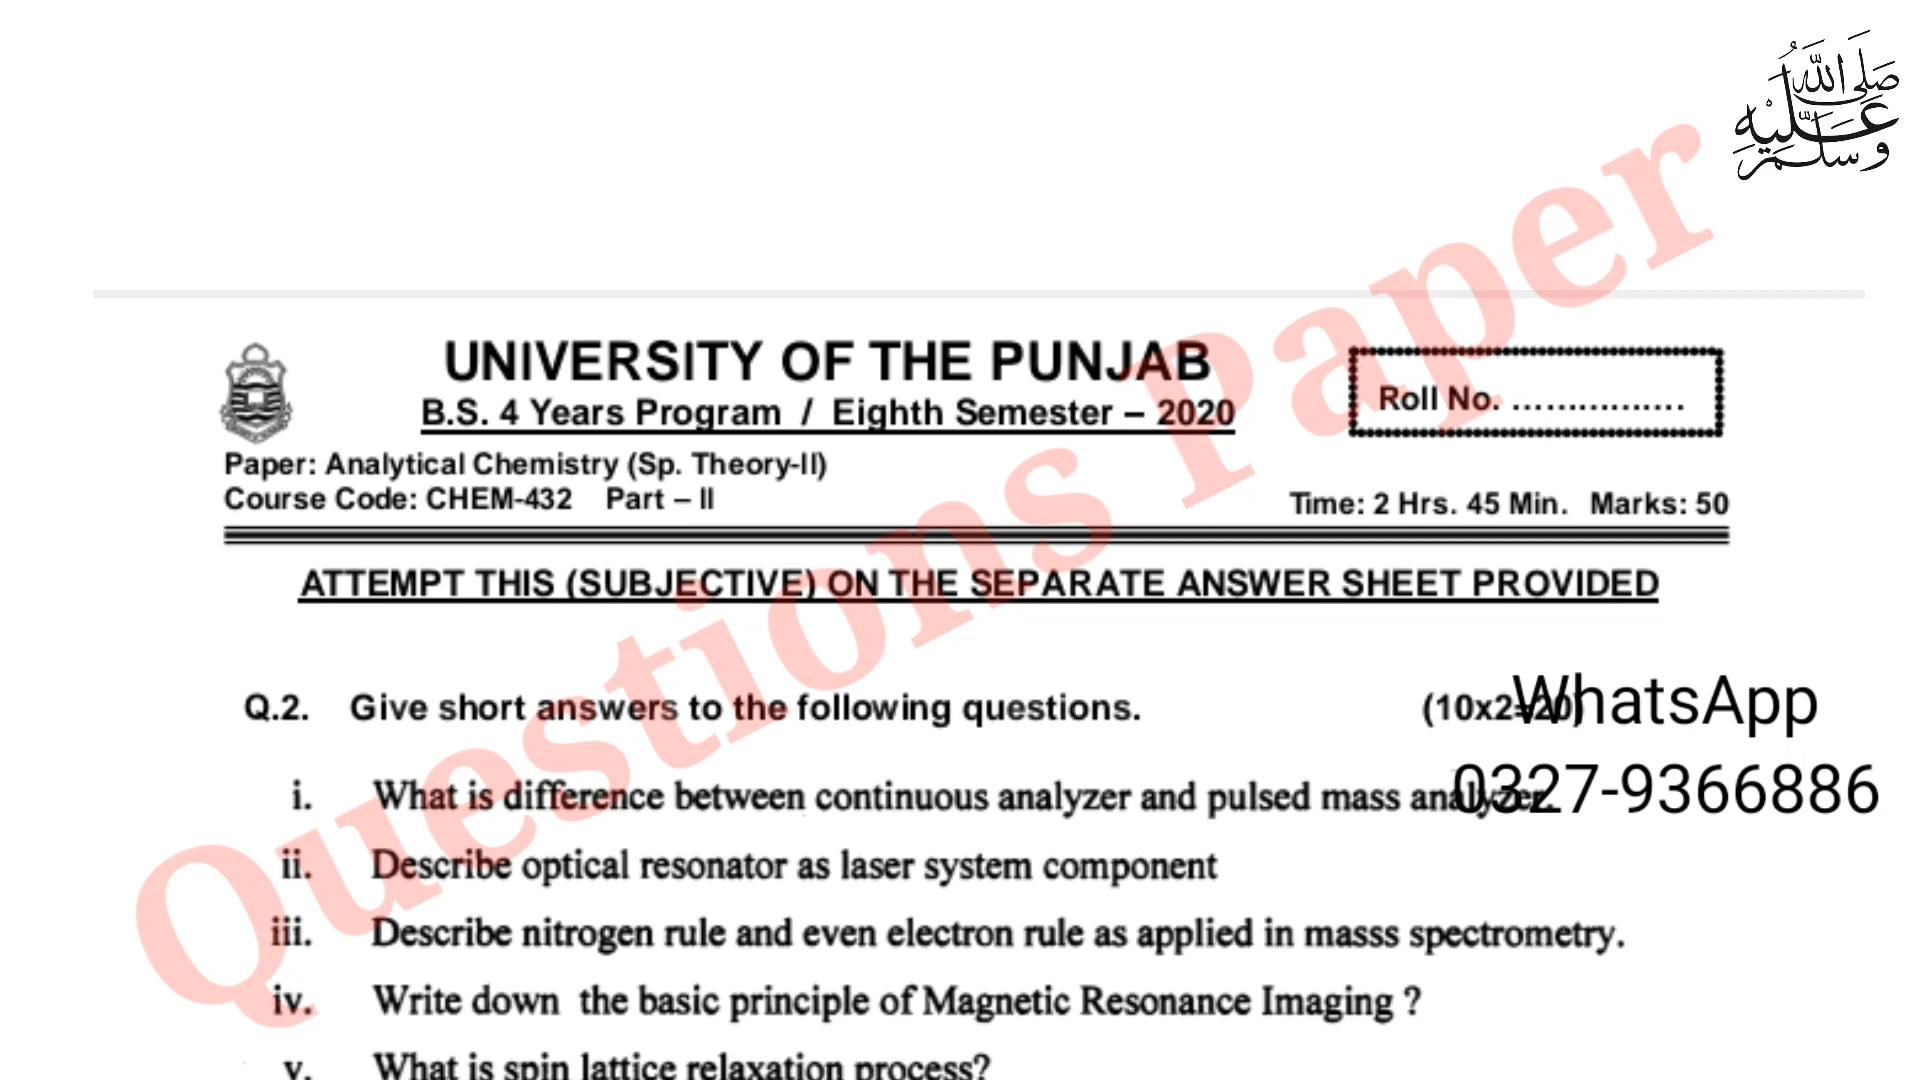 صَلَّى اللهُ
عَلَيْهِ
وَسَلَّمَ
UNIVERSITY OF THE PUNJAB
B.S. 4 Years Program / Eighth Semester – 2020
Roll No. ................
Paper: Analytical Chemistry (Sp. Theory-II)
Course Code: CHEM-432 Part – II
Time: 2 Hrs. 45 Min. Marks: 50
ATTEMPT THIS (SUBJECTIVE) ON THE SEPARATE ANSWER SHEET PROVIDED
Q.2. Give short answers to the following questions. (10x2=20)
WhatsApp
0327-9366886
i. What is difference between continuous analyzer and pulsed mass analyzer.
ii. Describe optical resonator as laser system component
iii. Describe nitrogen rule and even electron rule as applied in masss spectrometry.
iv. Write down the basic principle of Magnetic Resonance Imaging ?
v. What is spin lattice relaxation process?
Questions Paper